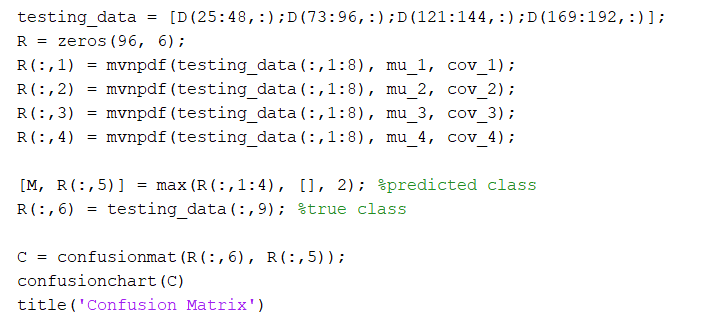 testing_data = [D(25:48,:);D(73:96,:);D(121:144,:);D(169:192,:)];
R = zeros(96, 6);
R(:,1) = mvnpdf(testing_data(:,1:8), mu_1, cov_1);
R(:,2) = mvnpdf(testing_data(:,1:8), mu_2, cov_2);
R(:,3) = mvnpdf(testing_data(:,1:8), mu_3, cov_3);
R(:,4) = mvnpdf(testing_data(:,1:8), mu_4, cov_4);
[M, R(:,5)] = max(R(:,1:4), [], 2); %predicted class
R(:,6) = testing_data(:,9); %true class
C = confusionmat(R(:,6), R(:,5));
confusionchart(C)
title('Confusion Matrix')